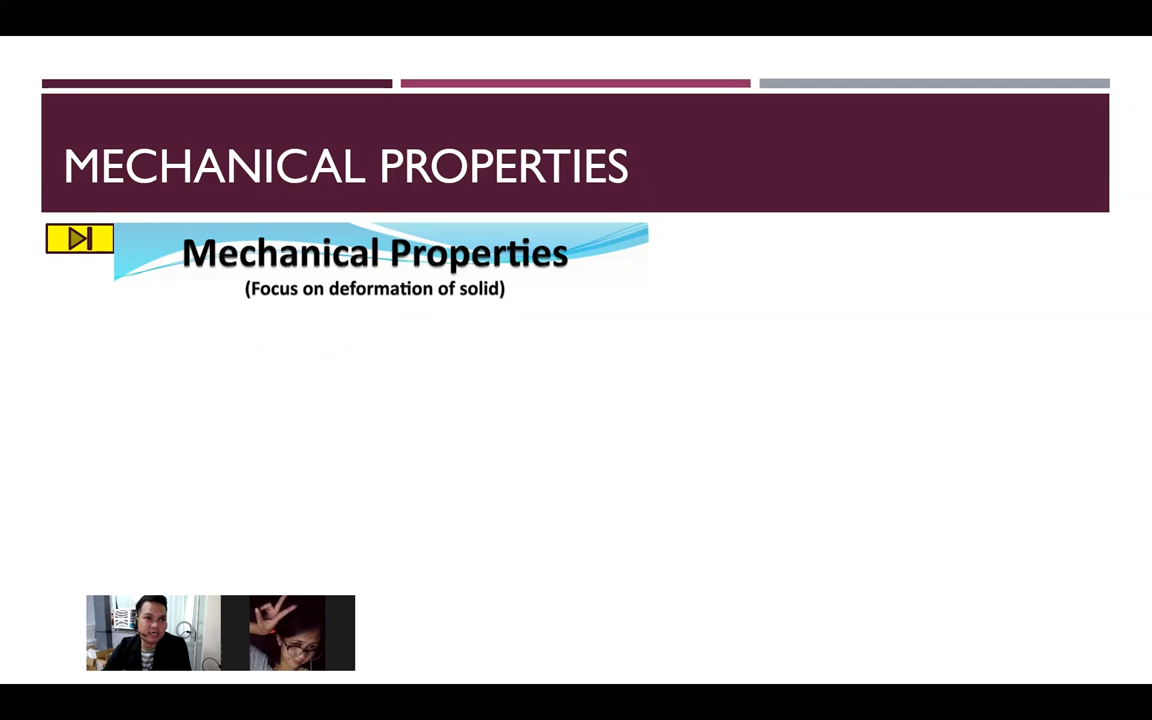 MECHANICAL PROPERTIES
Mechanical Properties
(Focus on deformation of solid)